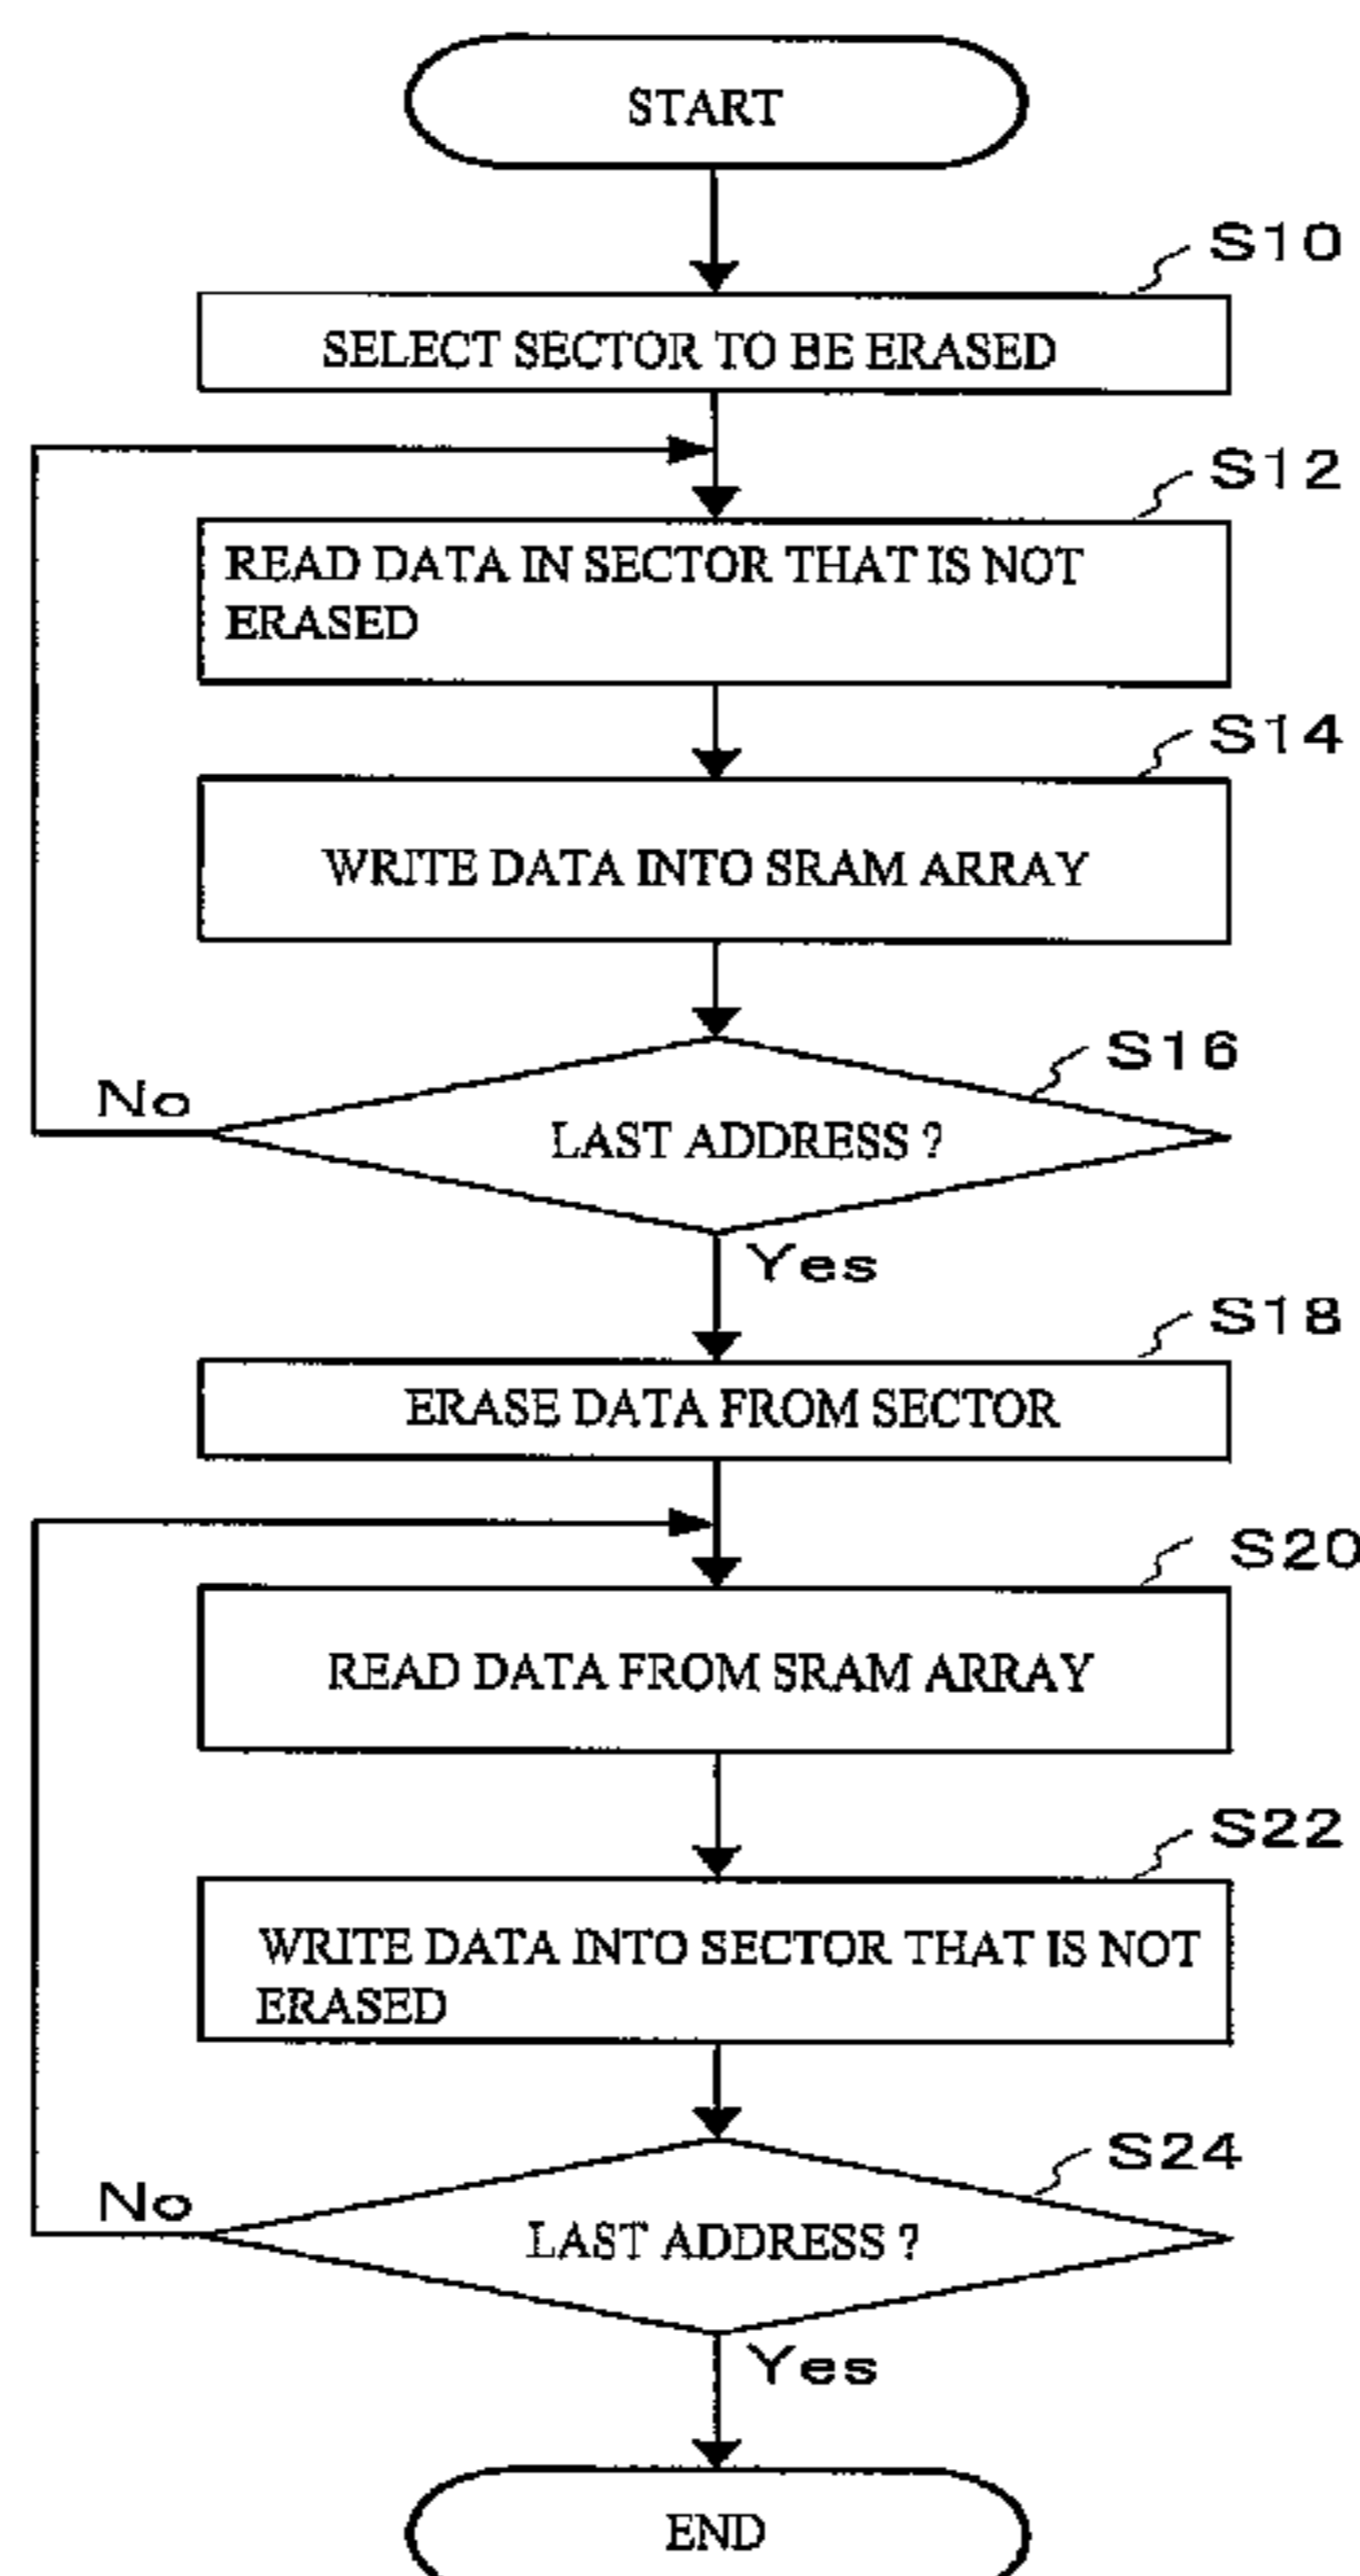 START
S10
SELECT SECTOR TO BE ERASED
S12
READ DATA IN SECTOR THAT IS NOT
ERASED
S14
WRITE DATA INTO SRAM ARRAY
S16
No
LAST ADDRESS ?
Yes
S18
ERASE DATA FROM SECTOR
S20
READ DATA FROM SRAM ARRAY
S22
WRITE DATA INTO SECTOR THAT IS NOT
ERASED
S24
No
LAST ADDRESS ?
Yes
END